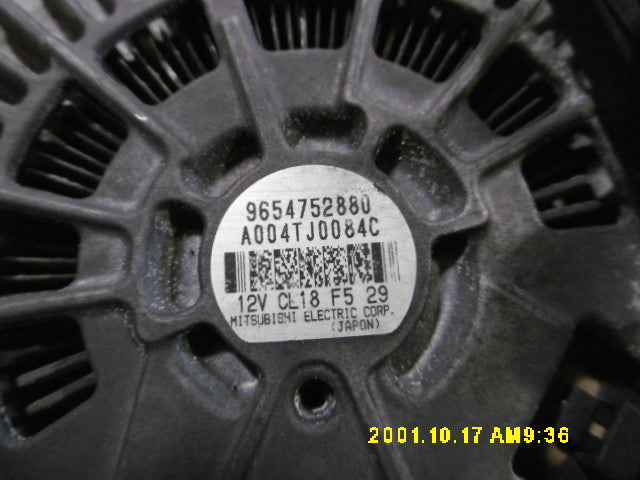 9654752880
A004TJ0084C
12V CL18 F5 29
MITSUBISHI ELECTRIC CORP.
(JAPON)
2001.10.17 AM9:36